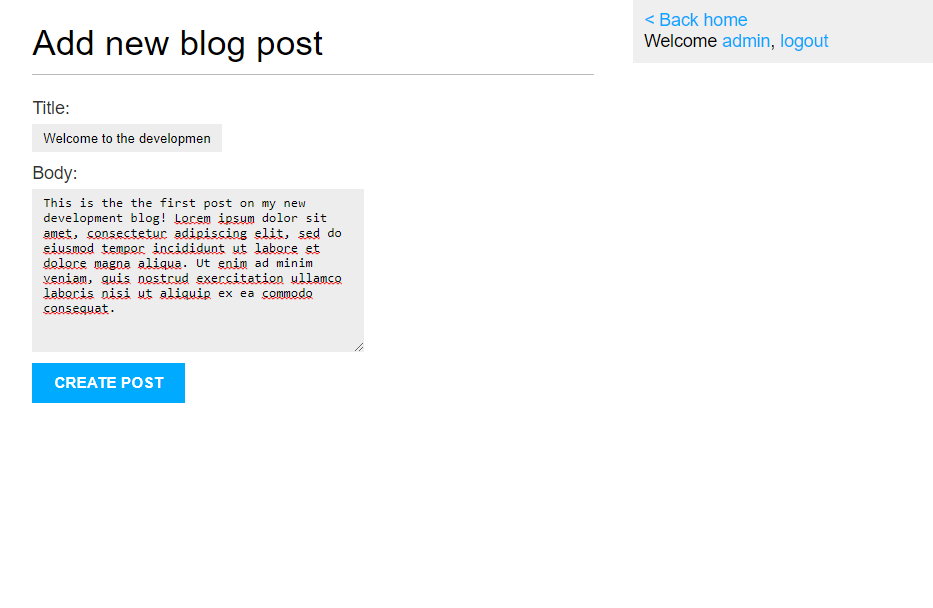 < Back home
Welcome admin, logout
Add new blog post
Title:
Welcome to the developmen
Body:
This is the the first post on my new
development blog! Lorem ipsum dolor sit
amet, consectetur adipiscing elit, sed do
eiusmod tempor incididunt ut labore et
dolore magna aliqua. Ut enim ad minim
veniam, quis nostrud exercitation ullamco
laboris nisi ut aliquip ex ea commodo
consequat.
CREATE POST